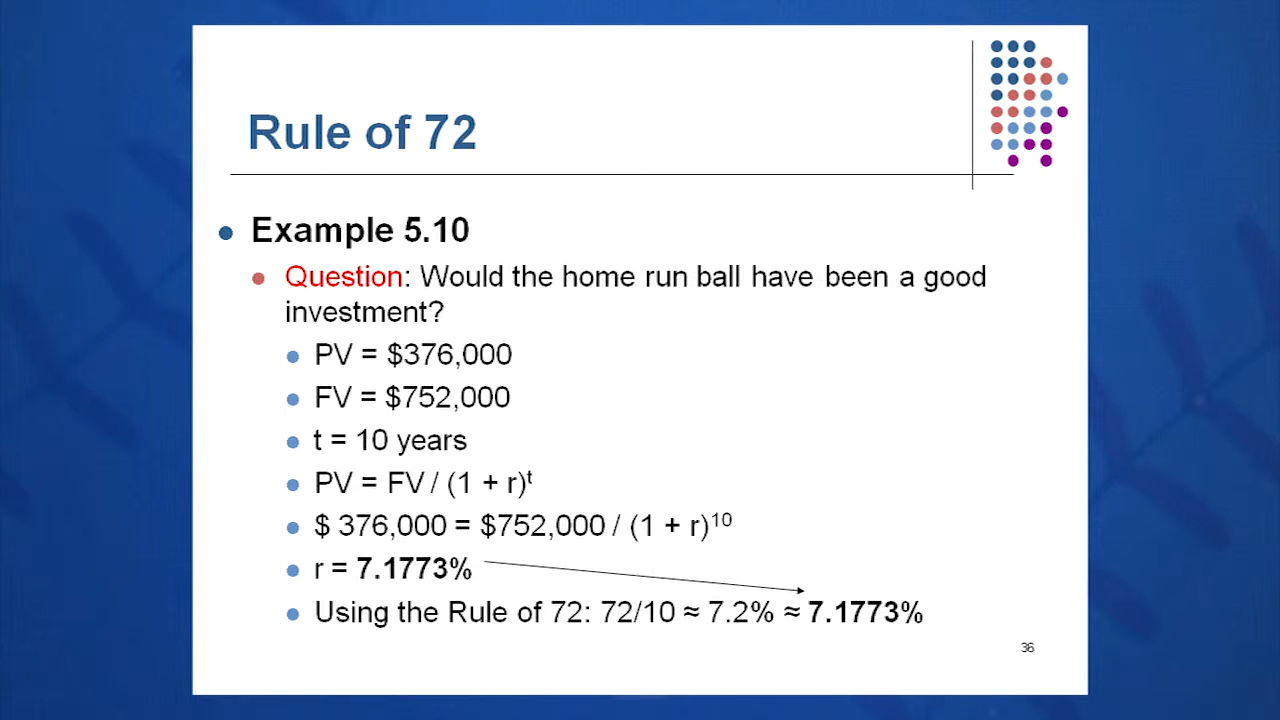 Rule of 72
Example 5.10
Question: Would the home run ball have been a good
investment?
PV = $376,000
FV = $752,000
t = 10 years
PV = FV / (1 + r)ᵗ
$ 376,000 = $752,000 / (1 + r)¹⁰
r = 7.1773%
Using the Rule of 72: 72/10 ≈ 7.2% ≈ 7.1773%
36